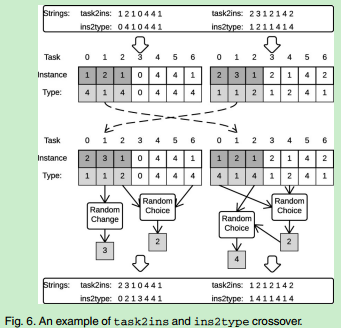 Strings: task2ins: 1 2 1 0 4 4 1 task2ins: 2 3 1 2 1 4 2
ins2type: 0 4 1 0 4 4 1 ins2type: 1 2 1 1 4 1 4
Task 0 1 2 3 4 5 6 0 1 2 3 4 5 6
Instance 1 2 1 0 4 4 1 2 3 1 2 1 4 2
Type: 4 1 4 0 4 4 4 1 1 2 1 2 4 1
Task 0 1 2 3 4 5 6 0 1 2 3 4 5 6
Instance 2 3 1 0 4 4 1 1 2 1 2 1 4 2
Type: 1 1 2 0 4 4 4 4 1 4 1 2 4 1
Random Change
Random Choice
Random Choice
Random Choice
3
2
4
2
Strings: task2ins: 2 3 1 0 4 4 1 task2ins: 1 2 1 2 1 4 2
ins2type: 0 2 1 3 4 4 1 ins2type: 1 4 1 1 4 1 4
Fig. 6. An example of task2ins and ins2type crossover.